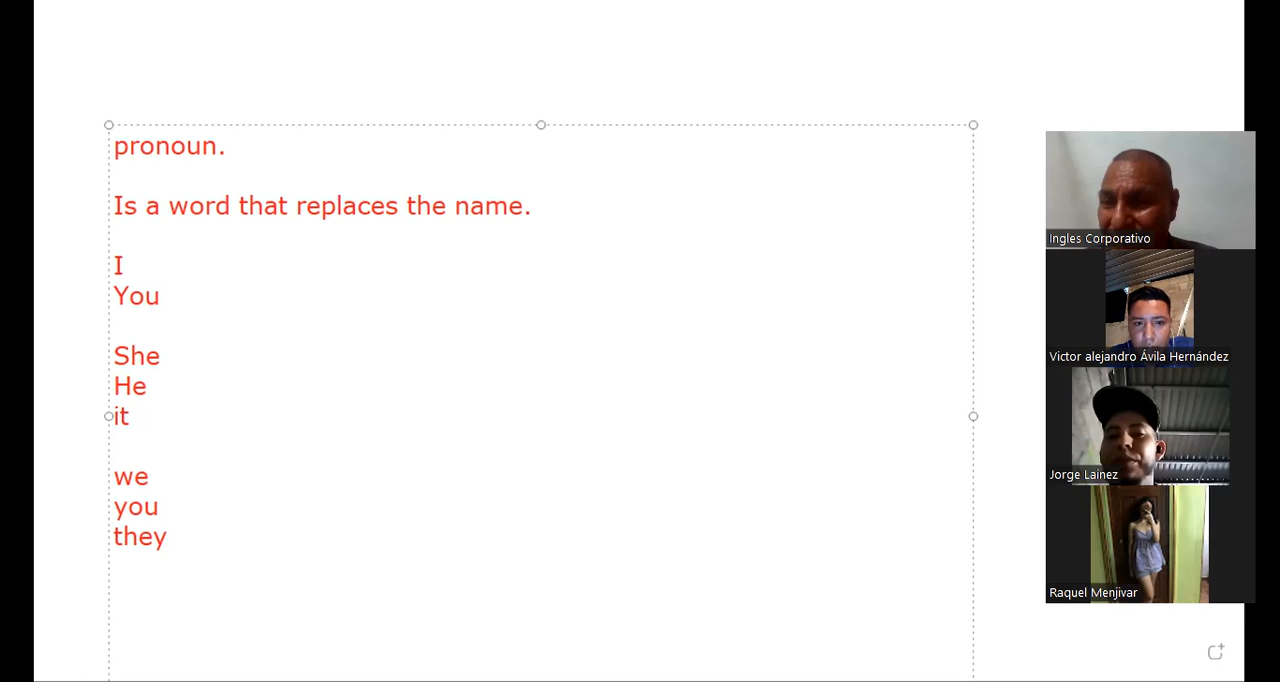 pronoun.
Is a word that replaces the name.
I
You
She
He
it
we
you
they
Ingles Corporativo
Victor alejandro Ávila Hernández
Jorge Lainez
Raquel Menjivar